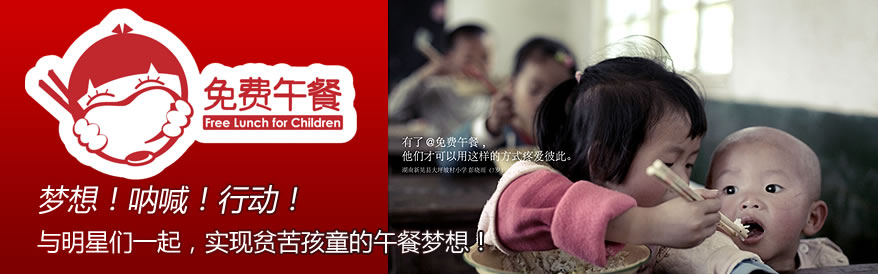 免费午餐
Free Lunch for Children
梦想！呐喊！行动！
与明星们一起，实现贫苦孩童的午餐梦想！
有了@免费午餐，
他们才可以用这样的方式疼爱彼此。